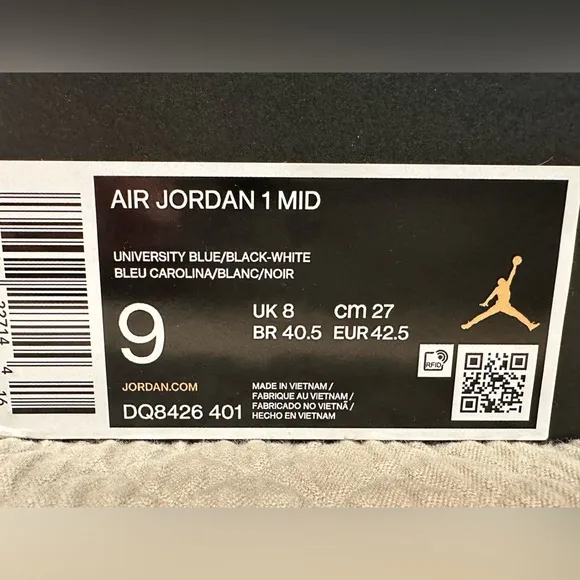 AIR JORDAN 1 MID
UNIVERSITY BLUE/BLACK-WHITE
BLEU CAROLINA/BLANC/NOIR
9
UK 8 CM 27
BR 40.5 EUR 42.5
RFID
JORDAN.COM
DQ8426 401
MADE IN VIETNAM /
FABRIQUE AU VIETNAM /
FABRICADO NO VIETNÃ /
HECHO EN VIETNAM